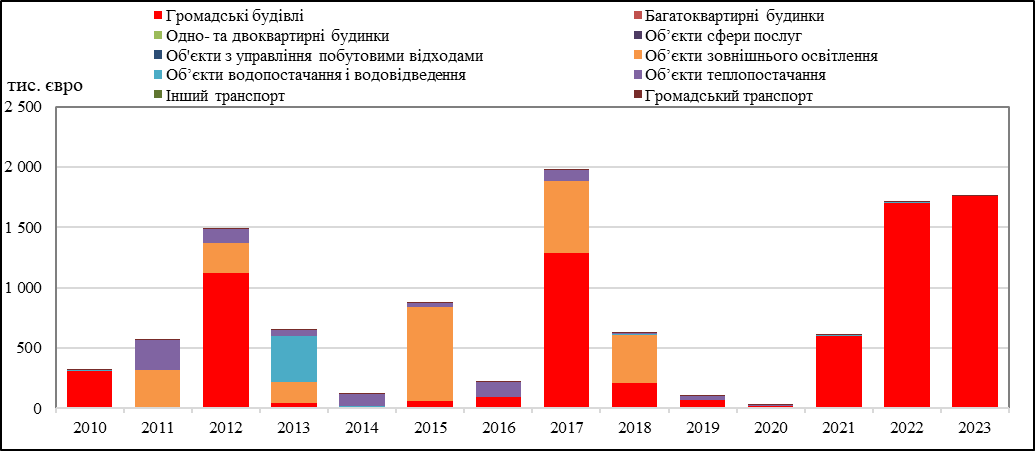 Громадські будівлі
Багатоквартирні будинки
Одно- та двоквартирні будинки
Об’єкти сфери послуг
Об'єкти з управління побутовими відходами
Об’єкти зовнішнього освітлення
Об’єкти водопостачання і водовідведення
Об’єкти теплопостачання
Інший транспорт
Громадський транспорт
тис. євро
2 500
2 000
1 500
1 000
500
0
2010 2011 2012 2013 2014 2015 2016 2017 2018 2019 2020 2021 2022 2023